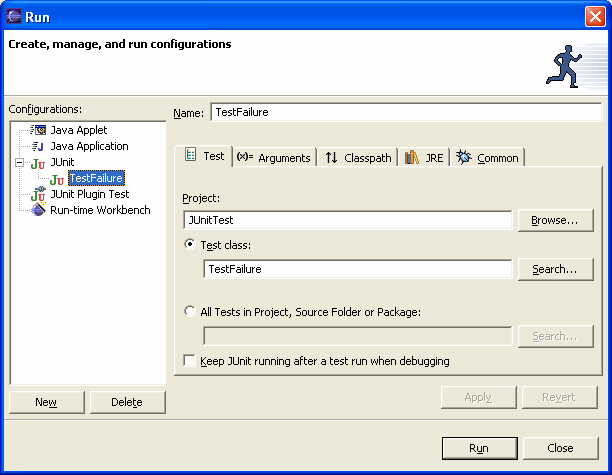 Run
Create, manage, and run configurations
Configurations:
Java Applet
Java Application
JUnit
TestFailure
JUnit Plugin Test
Run-time Workbench
New
Delete
Name:
TestFailure
Test
(x)= Arguments
Classpath
JRE
Common
Project:
JUnitTest
Browse...
Test class:
TestFailure
Search...
All Tests in Project, Source Folder or Package:
Search...
Keep JUnit running after a test run when debugging
Apply
Revert
Run
Close